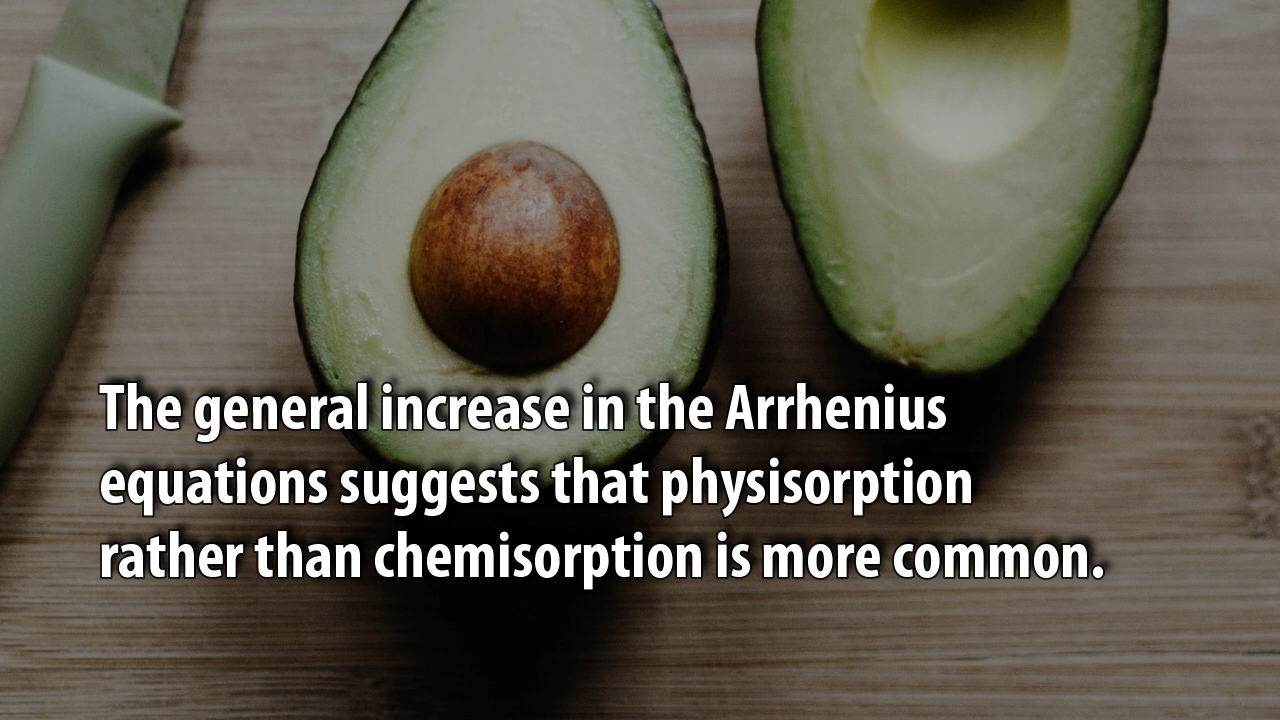 The general increase in the Arrhenius
equations suggests that physisorption
rather than chemisorption is more common.